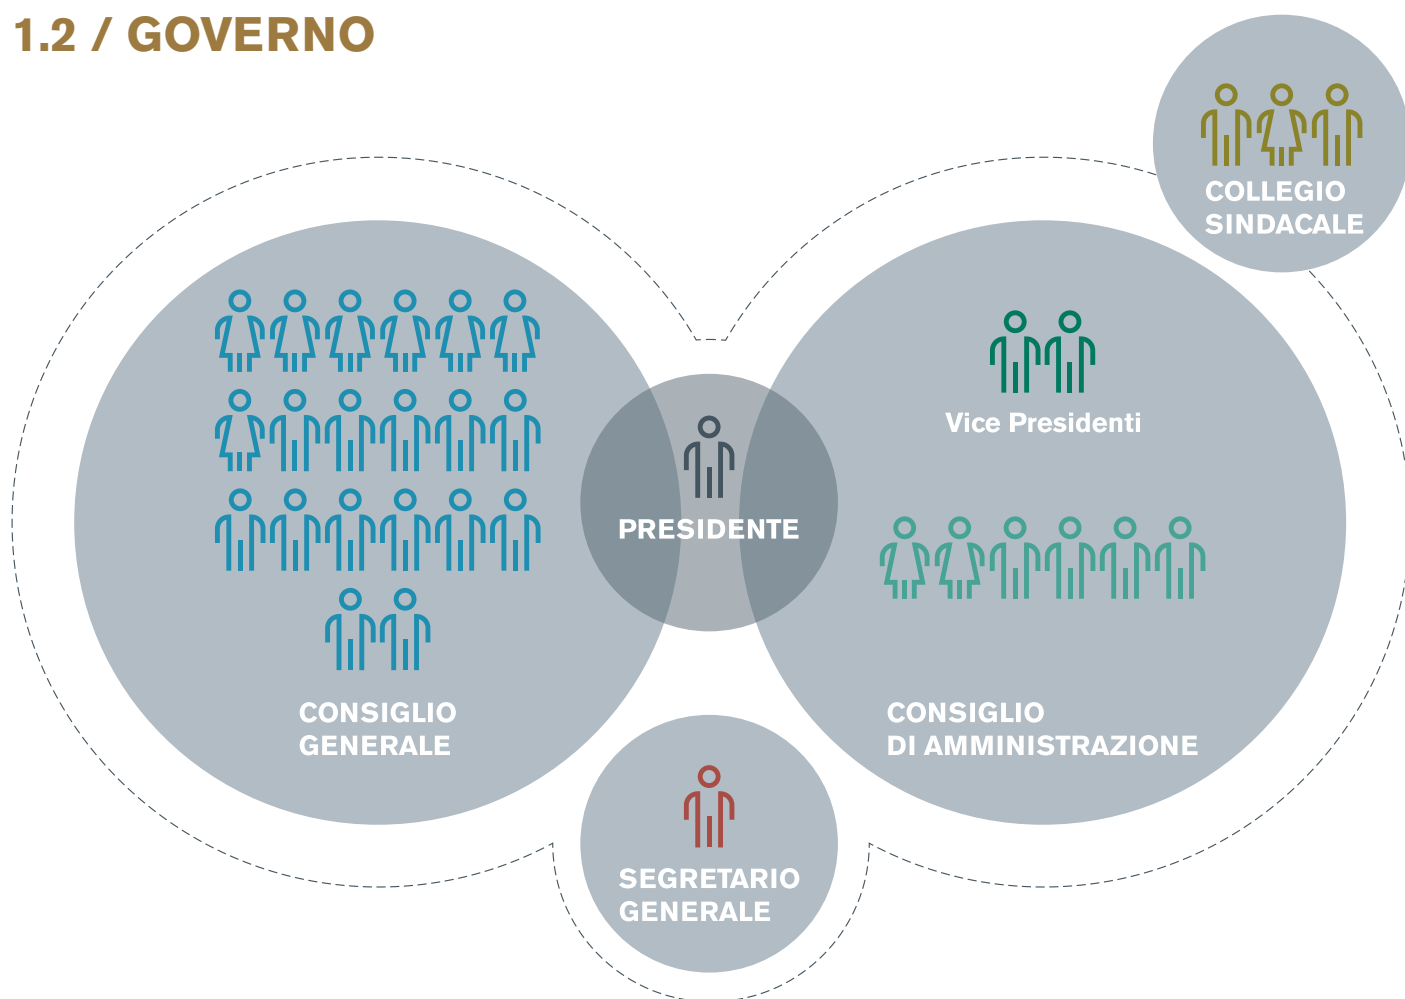 1.2 / GOVERNO
COLLEGIO
SINDACALE
Vice Presidenti
PRESIDENTE
CONSIGLIO
GENERALE
CONSIGLIO
DI AMMINISTRAZIONE
SEGRETARIO
GENERALE